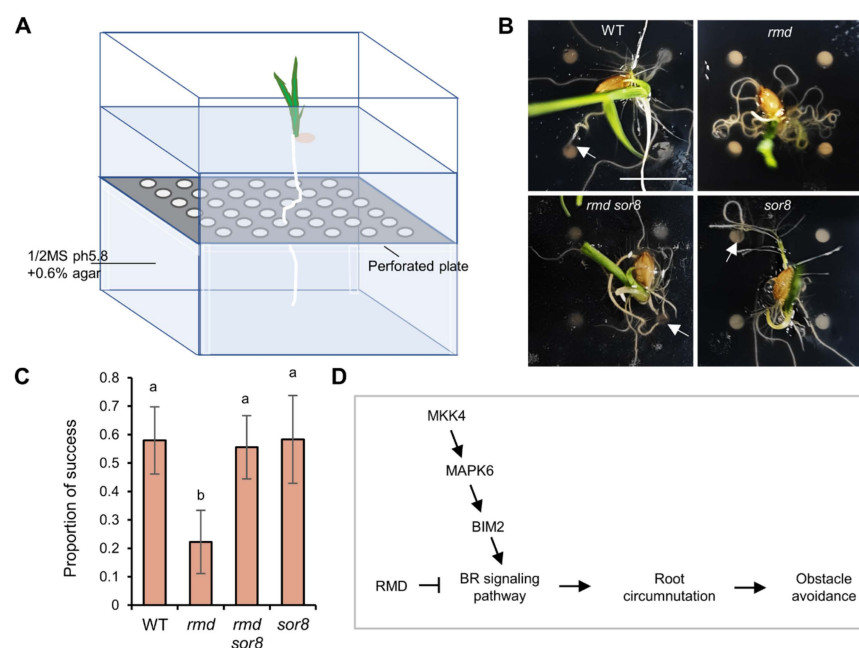 A
1/2MS ph5.8
+0.6% agar
Perforated plate
B
WT
rmd
rmd sor8
sor8
C
Proportion of success
0.8
0.7
0.6
0.5
0.4
0.3
0.2
0.1
0
a
b
a
a
WT
rmd
rmd
sor8
sor8
D
MKK4
MAPK6
BIM2
RMD
BR signaling
pathway
Root
circumnutation
Obstacle
avoidance